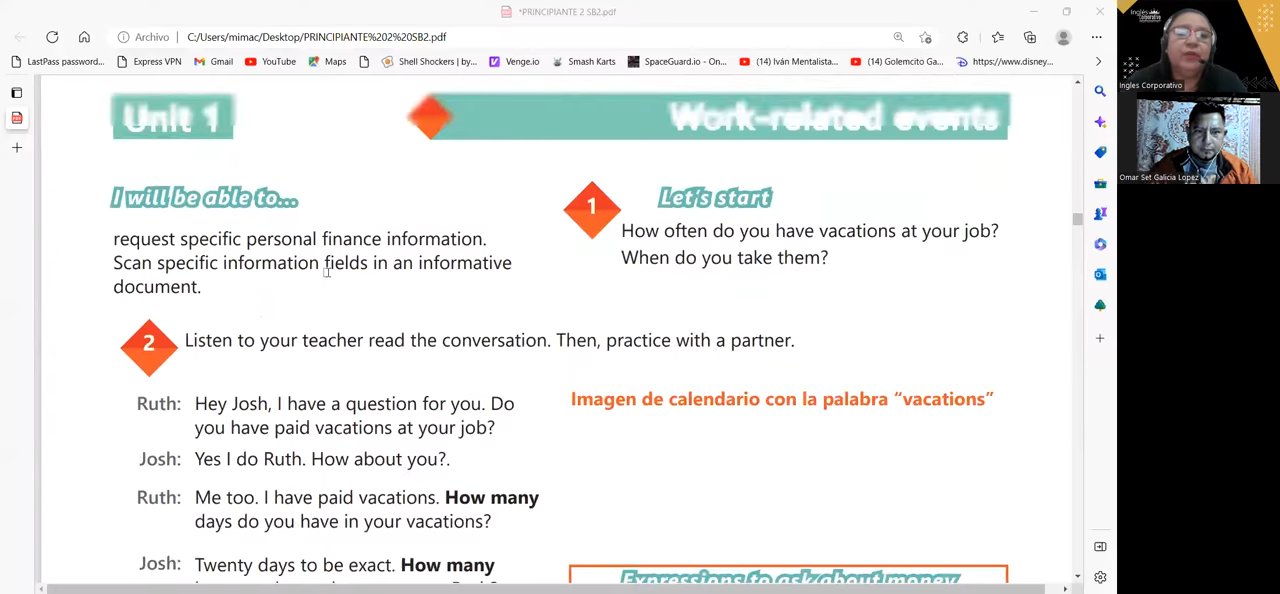 *PRINCIPIANTE 2 SB2.pdf
Archivo C:/Users/mimac/Desktop/PRINCIPIANTE%202%20SB2.pdf
LastPass password... Express VPN Gmail YouTube Maps Shell Shockers | by... Venge.io Smash Karts SpaceGuard.io - On... (14) Iván Mentalista... (14) Golemcito Ga... https://www.disney...
Unit 1 Work-related events
I will be able to...
request specific personal finance information.
Scan specific information fields in an informative
document.
1 Let's start
How often do you have vacations at your job?
When do you take them?
2 Listen to your teacher read the conversation. Then, practice with a partner.
Ruth: Hey Josh, I have a question for you. Do
you have paid vacations at your job?
Josh: Yes I do Ruth. How about you?.
Ruth: Me too. I have paid vacations. How many
days do you have in your vacations?
Josh: Twenty days to be exact. How many
Imagen de calendario con la palabra “vacations”
Expressions to ask about money
Inglés
Corporativo
Ingles Corporativo
Omar Set Galicia Lopez